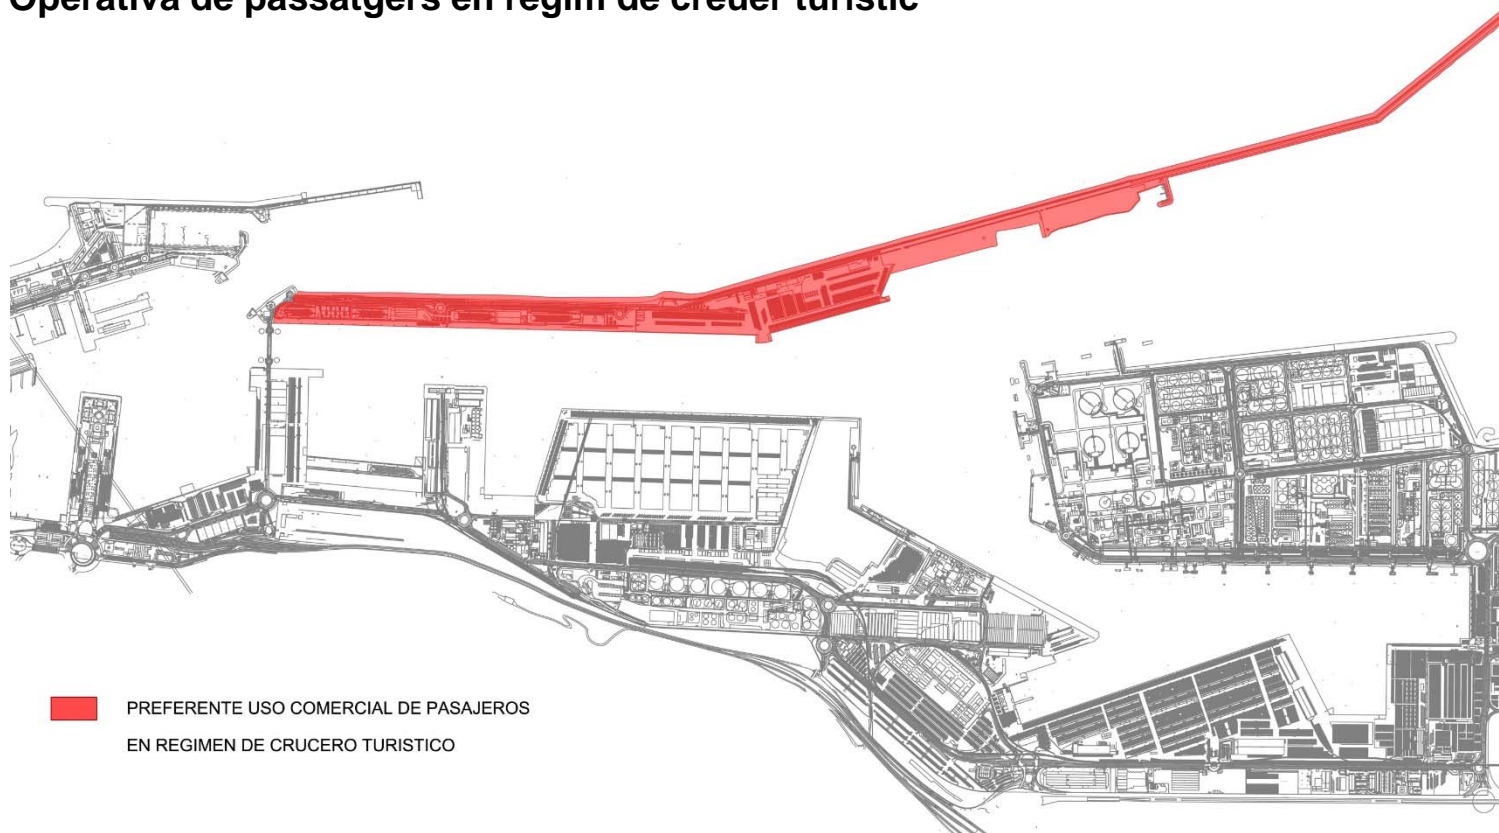 Operativa de passatgers en règim de creuer turístic
PREFERENTE USO COMERCIAL DE PASAJEROS
EN REGIMEN DE CRUCERO TURISTICO